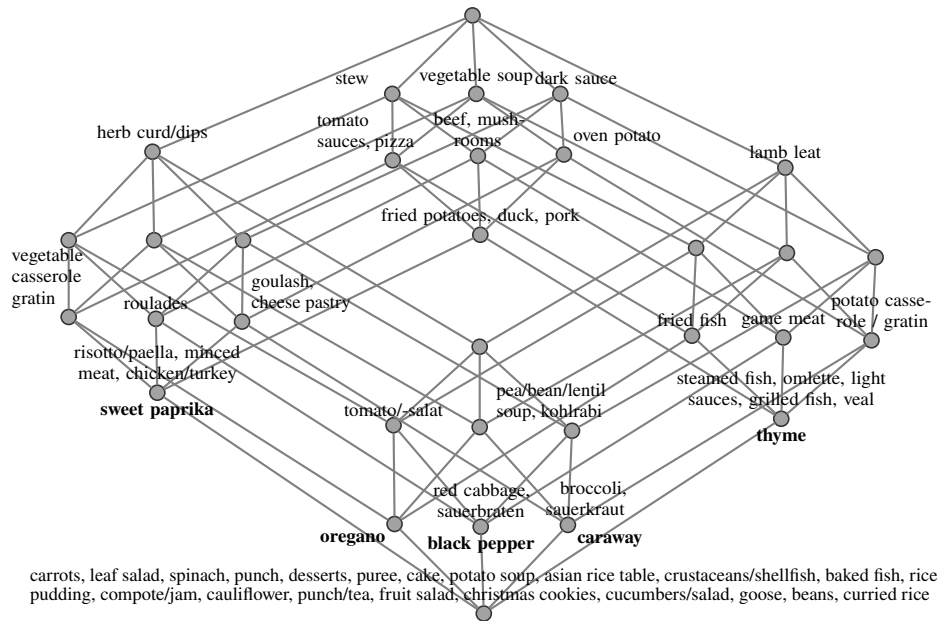 stew
vegetable soup
dark sauce
tomato
sauces, pizza
beef, mush-
rooms
oven potato
herb curd/dips
lamb leat
fried potatoes, duck, pork
vegetable
casserole
gratin
roulades
goulash,
cheese pastry
fried fish
game meat
potato casse-
role / gratin
risotto/paella, minced
meat, chicken/turkey
sweet paprika
tomato/-salat
pea/bean/lentil
soup, kohlrabi
steamed fish, omlette, light
sauces, grilled fish, veal
thyme
red cabbage,
sauerbraten
broccoli,
sauerkraut
oregano
black pepper
caraway
carrots, leaf salad, spinach, punch, desserts, puree, cake, potato soup, asian rice table, crustaceans/shellfish, baked fish, rice
pudding, compote/jam, cauliflower, punch/tea, fruit salad, christmas cookies, cucumbers/salad, goose, beans, curried rice